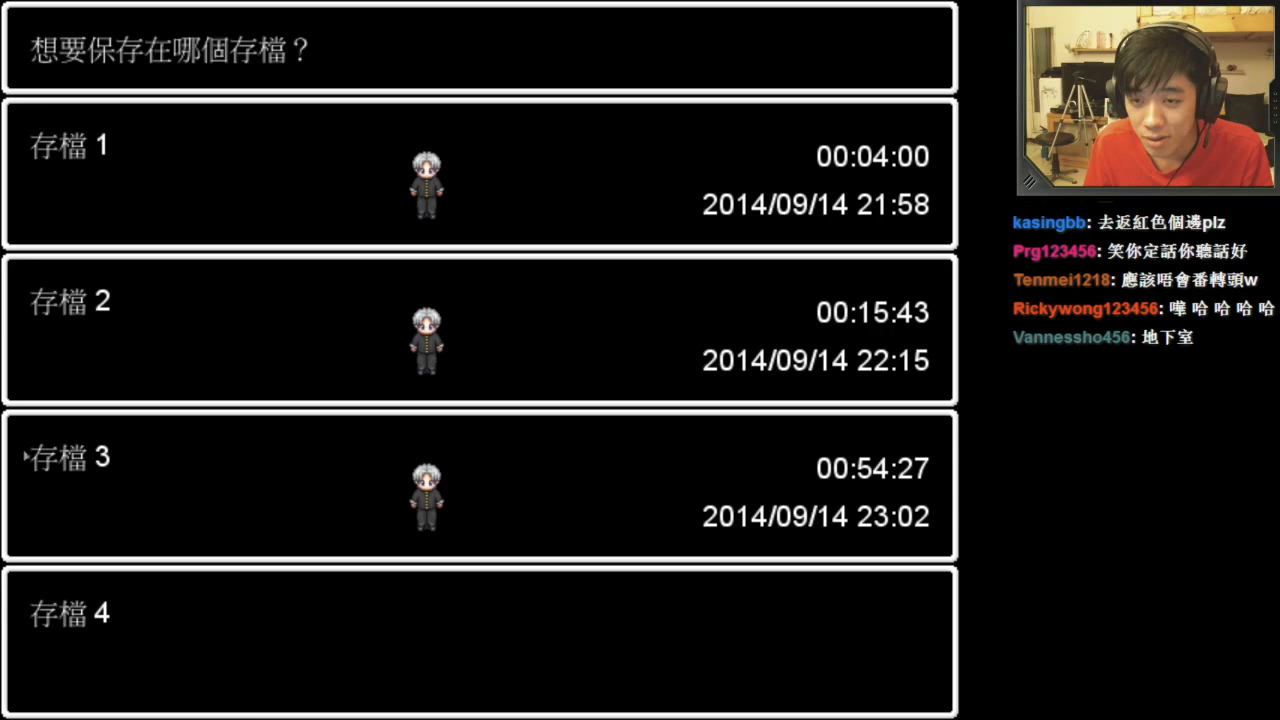 想要保存在哪個存檔？
存檔 1
00:04:00
2014/09/14 21:58
存檔 2
00:15:43
2014/09/14 22:15
存檔 3
00:54:27
2014/09/14 23:02
存檔 4
kasingbb: 去返紅色個邊plz
Prg123456: 笑你定話你聽話好
Tenmei1218: 應該唔會番轉頭w
Rickywong123456: 嘩 哈 哈 哈 哈
Vannessho456: 地下室